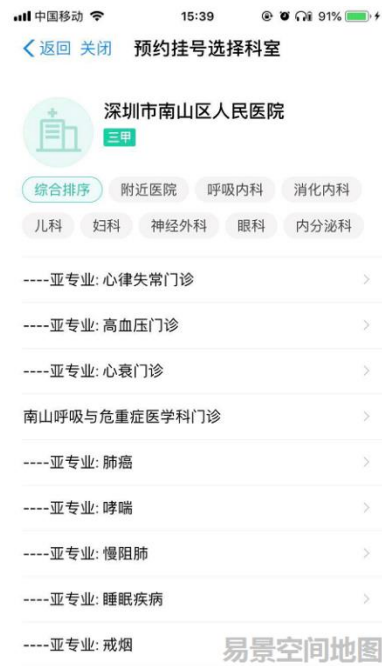 中国移动 15:39 91%
返回 关闭 预约挂号选择科室
深圳市南山区人民医院
三甲
综合排序 附近医院 呼吸内科 消化内科
儿科 妇科 神经外科 眼科 内分泌科
----亚专业: 心律失常门诊
----亚专业: 高血压门诊
----亚专业: 心衰门诊
南山呼吸与危重症医学科门诊
----亚专业: 肺癌
----亚专业: 哮喘
----亚专业: 慢阻肺
----亚专业: 睡眠疾病
----亚专业: 戒烟
易景空间地图